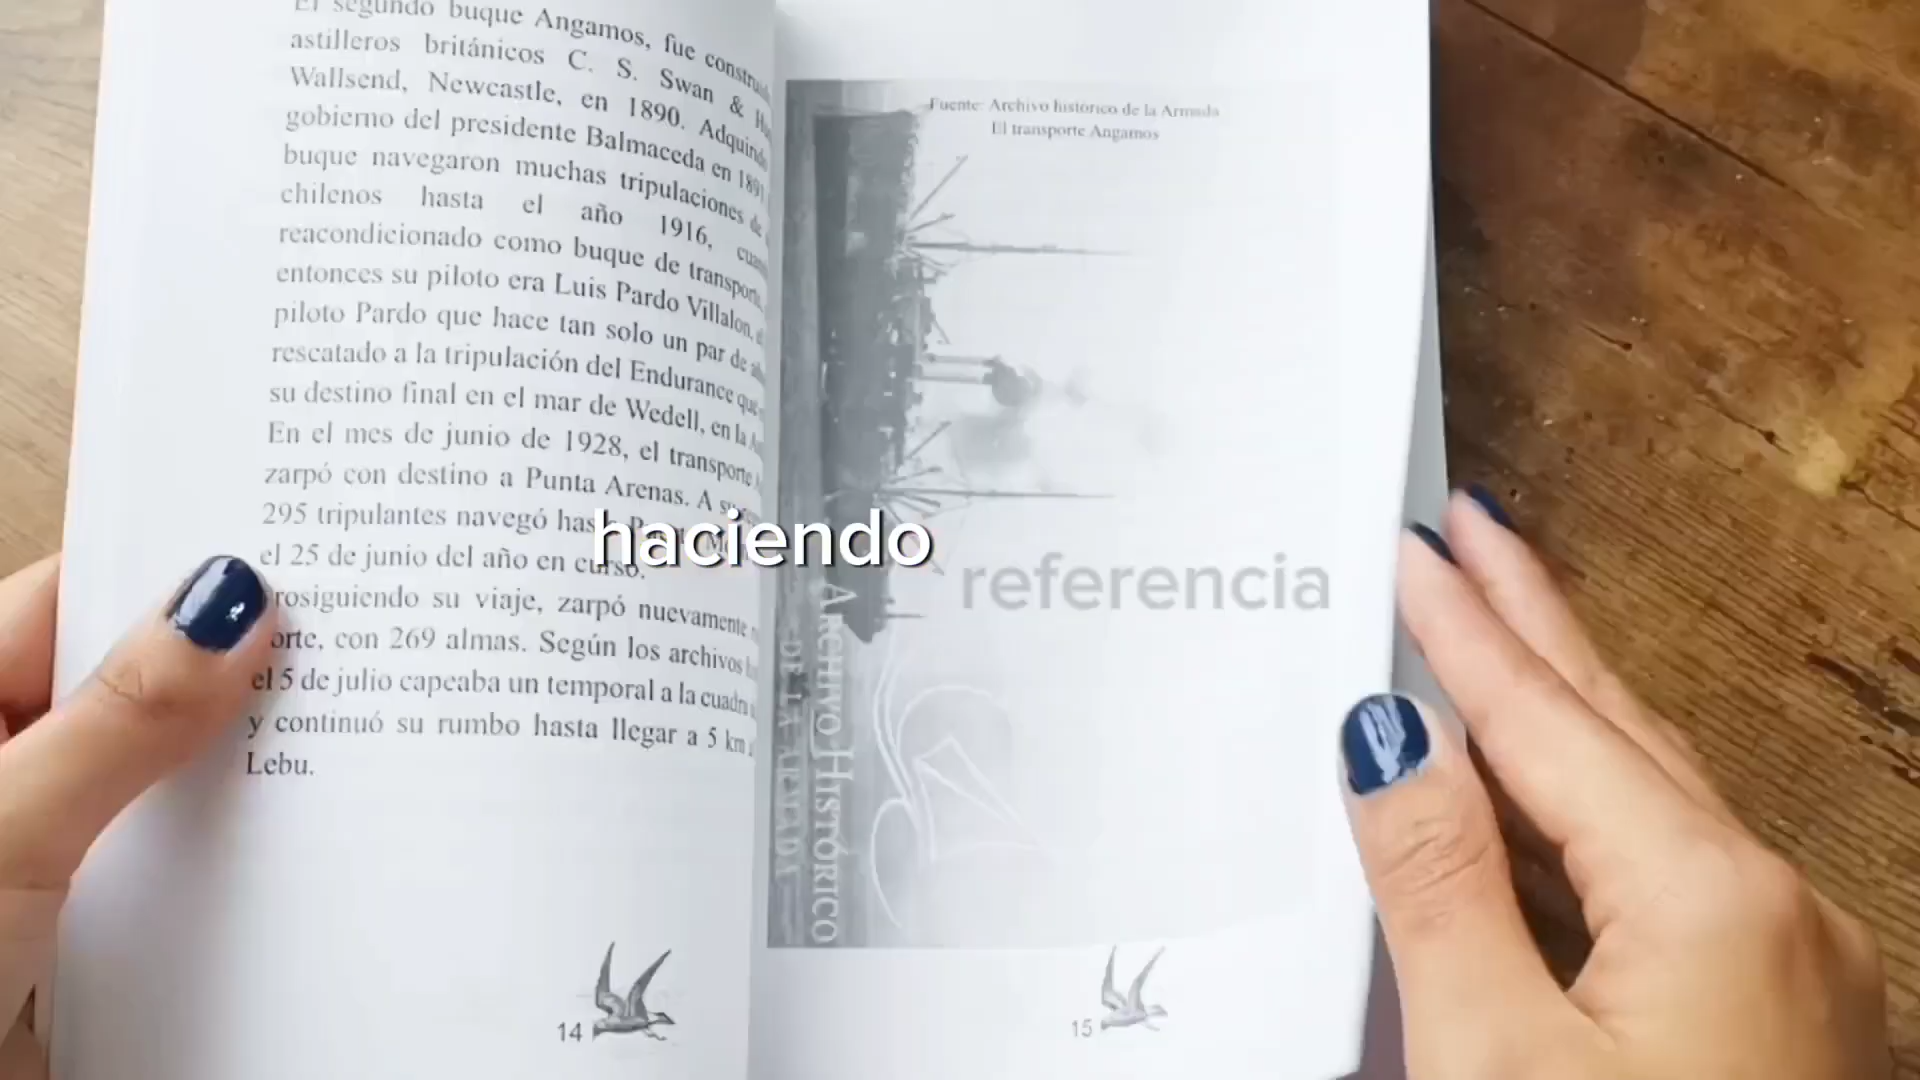 El segundo buque Angamos, fue
astilleros británicos C. S. Swan &
Wallsend, Newcastle, en 1890.
gobierno del presidente Balmaceda en 1891
buque navegaron muchas tripulaciones de
chilenos hasta el año 1916,
reacondicionado como buque de
entonces su piloto era Luis Pardo Villalon,
piloto Pardo que hace tan solo un par de
rescatado a la tripulación del Endurance
su destino final en el mar de Wedell, en la
En el mes de junio de 1928, el transporte
zarpó con destino a Punta Arenas. A
295 tripulantes navegó
el 25 de junio del año en curso.
rosiguiendo su viaje, zarpó nuevamente
orte, con 269 almas. Según los archivos
el 5 de julio capeaba un temporal a la
y continuó su rumbo hasta llegar a 5 km
Lebu.
14
Fuente: Archivo histórico de la Armada
El transporte Angamos
ARCHIVO HISTÓRICO
DE LA ARMADA
15
haciendo
referencia